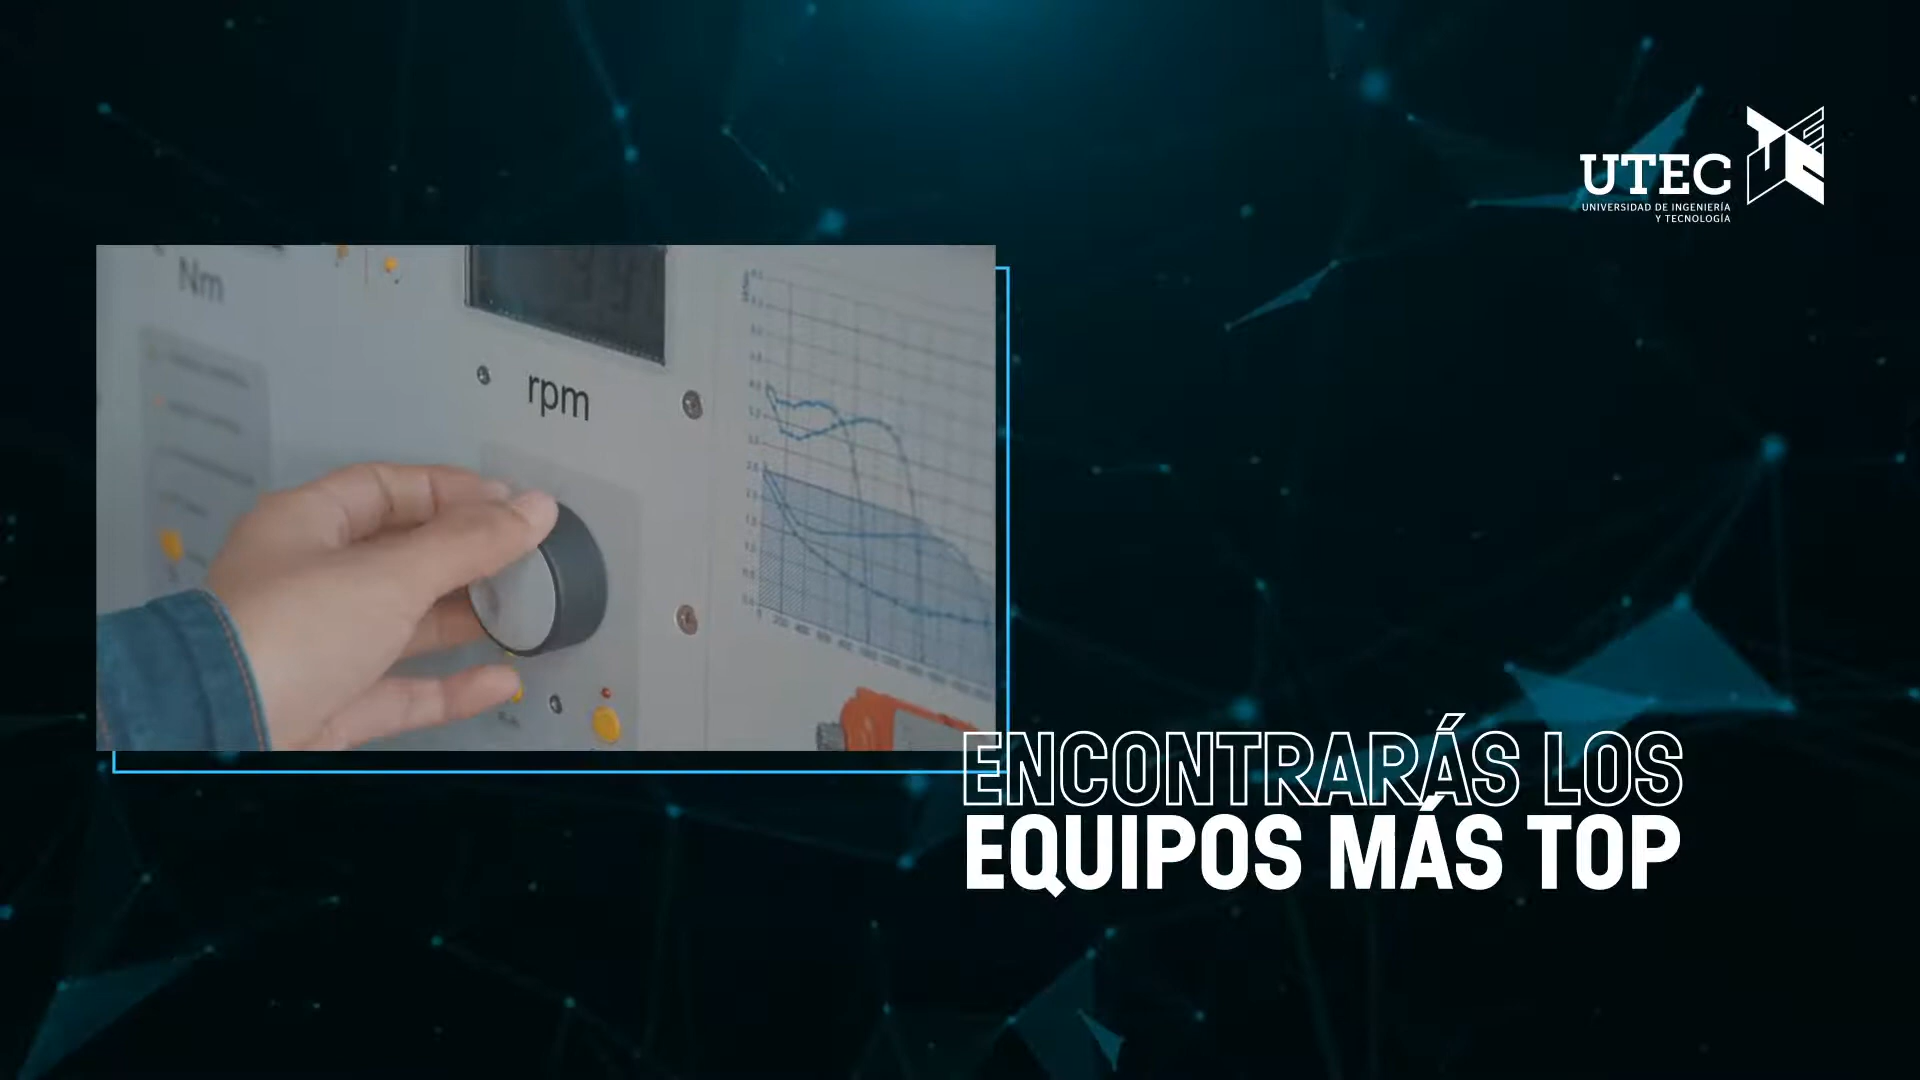 UTEC
UNIVERSIDAD DE INGENIERÍA
Y TECNOLOGÍA
Nm
rpm
ENCONTRARÁS LOS
EQUIPOS MÁS TOP